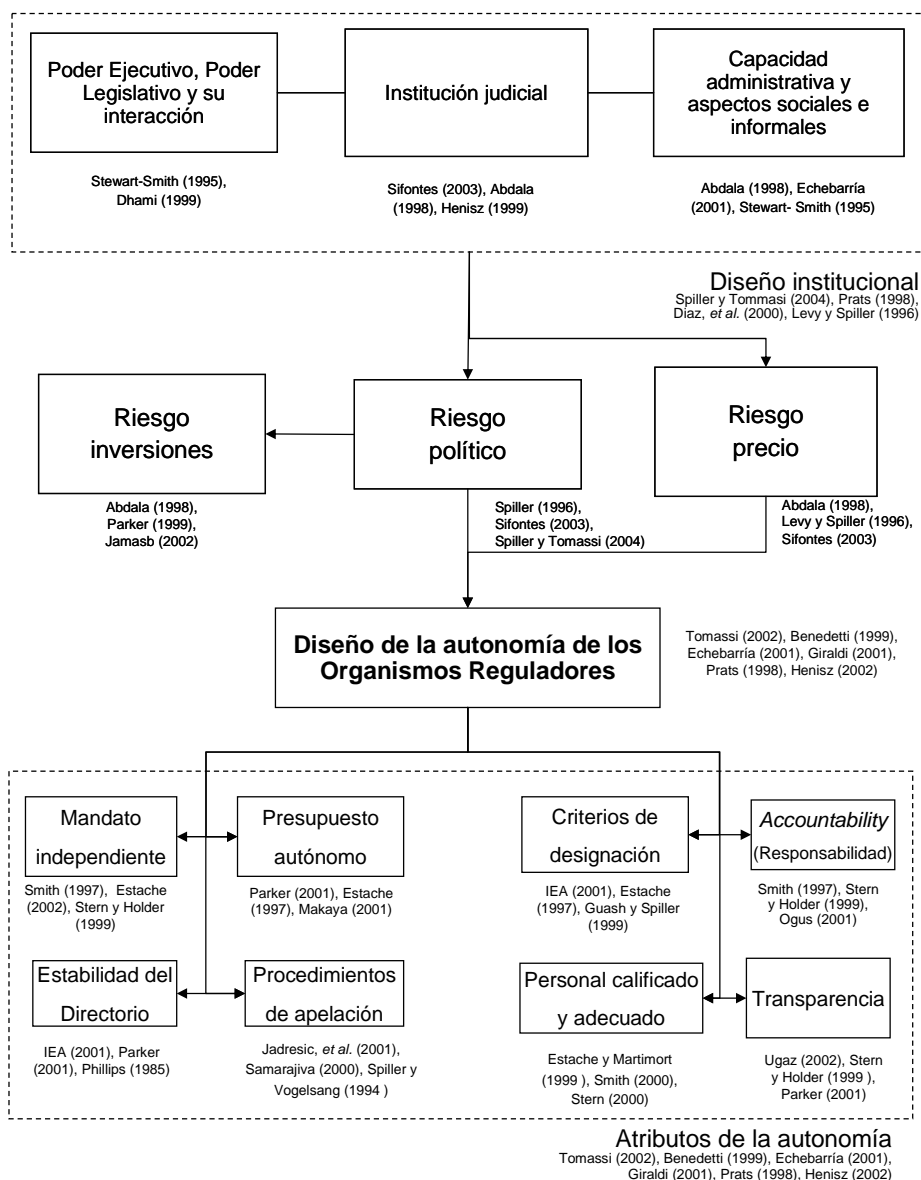 Poder Ejecutivo, Poder
Legislativo y su
interacción
Institución judicial
Capacidad
administrativa y
aspectos sociales e
informales
Stewart-Smith (1995),
Dhami (1999)
Sifontes (2003), Abdala
(1998), Henisz (1999)
Abdala (1998), Echebarría
(2001), Stewart- Smith (1995)
Diseño institucional
Spiller y Tommasi (2004), Prats (1998),
Diaz, et al. (2000), Levy y Spiller (1996)
Riesgo
inversiones
Riesgo
político
Riesgo
precio
Abdala (1998),
Parker (1999),
Jamasb (2002)
Spiller (1996),
Sifontes (2003),
Spiller y Tomassi (2004)
Abdala (1998),
Levy y Spiller (1996),
Sifontes (2003)
Diseño de la autonomía de los
Organismos Reguladores
Tomassi (2002), Benedetti (1999),
Echebarría (2001), Giraldi (2001),
Prats (1998), Henisz (2002)
Mandato
independiente
Presupuesto
autónomo
Criterios de
designación
Accountability
(Responsabilidad)
Smith (1997), Estache
(2002), Stern y Holder
(1999)
Parker (2001), Estache
(1997), Makaya (2001)
IEA (2001), Estache
(1997), Guash y Spiller
(1999)
Smith (1997), Stern
y Holder (1999),
Ogus (2001)
Estabilidad del
Directorio
Procedimientos
de apelación
Personal calificado
y adecuado
Transparencia
IEA (2001), Parker
(2001), Phillips (1985)
Jadresic, et al. (2001),
Samarajiva (2000), Spiller y
Vogelsang (1994 )
Estache y Martimort
(1999 ), Smith (2000),
Stern (2000)
Ugaz (2002), Stern
y Holder (1999 ),
Parker (2001)
Atributos de la autonomía
Tomassi (2002), Benedetti (1999), Echebarría (2001),
Giraldi (2001), Prats (1998), Henisz (2002)